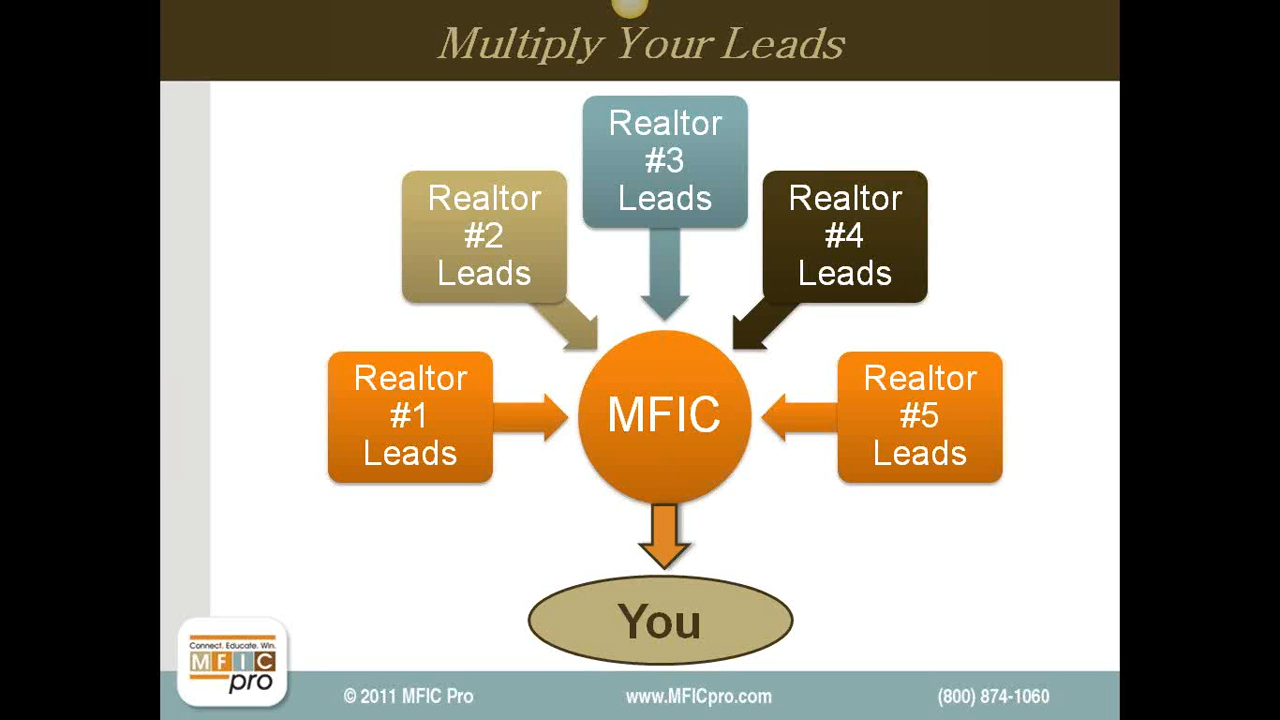 Multiply Your Leads
Realtor
#3
Leads
Realtor
#2
Leads
Realtor
#4
Leads
Realtor
#1
Leads
MFIC
Realtor
#5
Leads
You
Connect. Educate. Win.
MFIC
pro
© 2011 MFIC Pro
www.MFICpro.com
(800) 874-1060